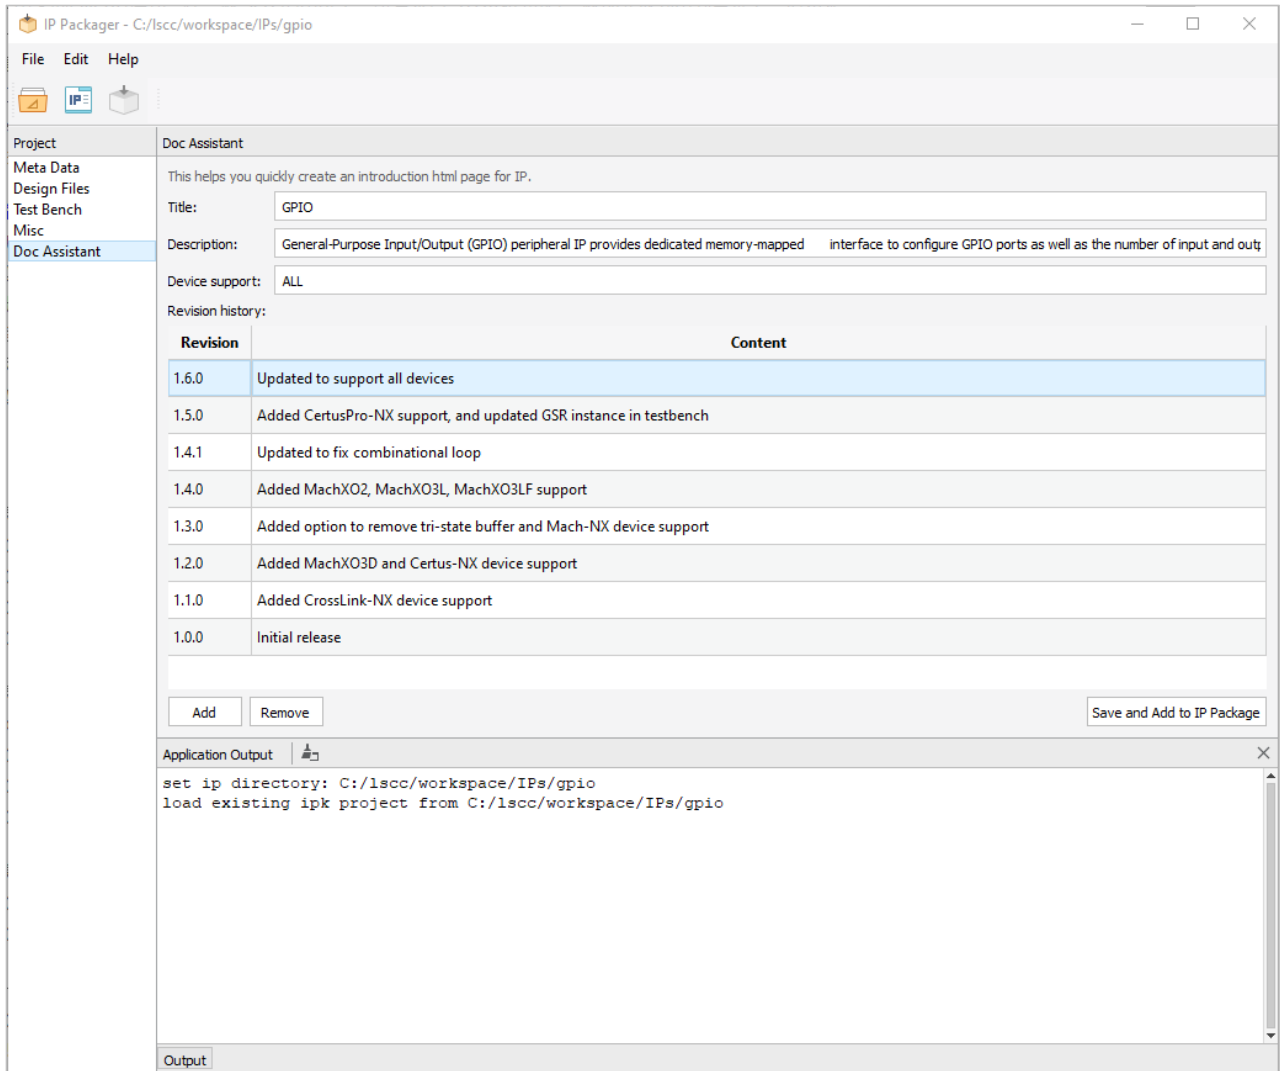 IP Packager - C:/lscc/workspace/IPs/gpio
File Edit Help
IP
Project
Doc Assistant
Meta Data
Design Files
Test Bench
Misc
Doc Assistant
This helps you quickly create an introduction html page for IP.
Title: GPIO
Description: General-Purpose Input/Output (GPIO) peripheral IP provides dedicated memory-mapped interface to configure GPIO ports as well as the number of input and outp
Device support: ALL
Revision history:
Revision Content
1.6.0 Updated to support all devices
1.5.0 Added CertusPro-NX support, and updated GSR instance in testbench
1.4.1 Updated to fix combinational loop
1.4.0 Added MachXO2, MachXO3L, MachXO3LF support
1.3.0 Added option to remove tri-state buffer and Mach-NX device support
1.2.0 Added MachXO3D and Certus-NX device support
1.1.0 Added CrossLink-NX device support
1.0.0 Initial release
Add Remove Save and Add to IP Package
Application Output
set ip directory: C:/lscc/workspace/IPs/gpio
load existing ipk project from C:/lscc/workspace/IPs/gpio
Output